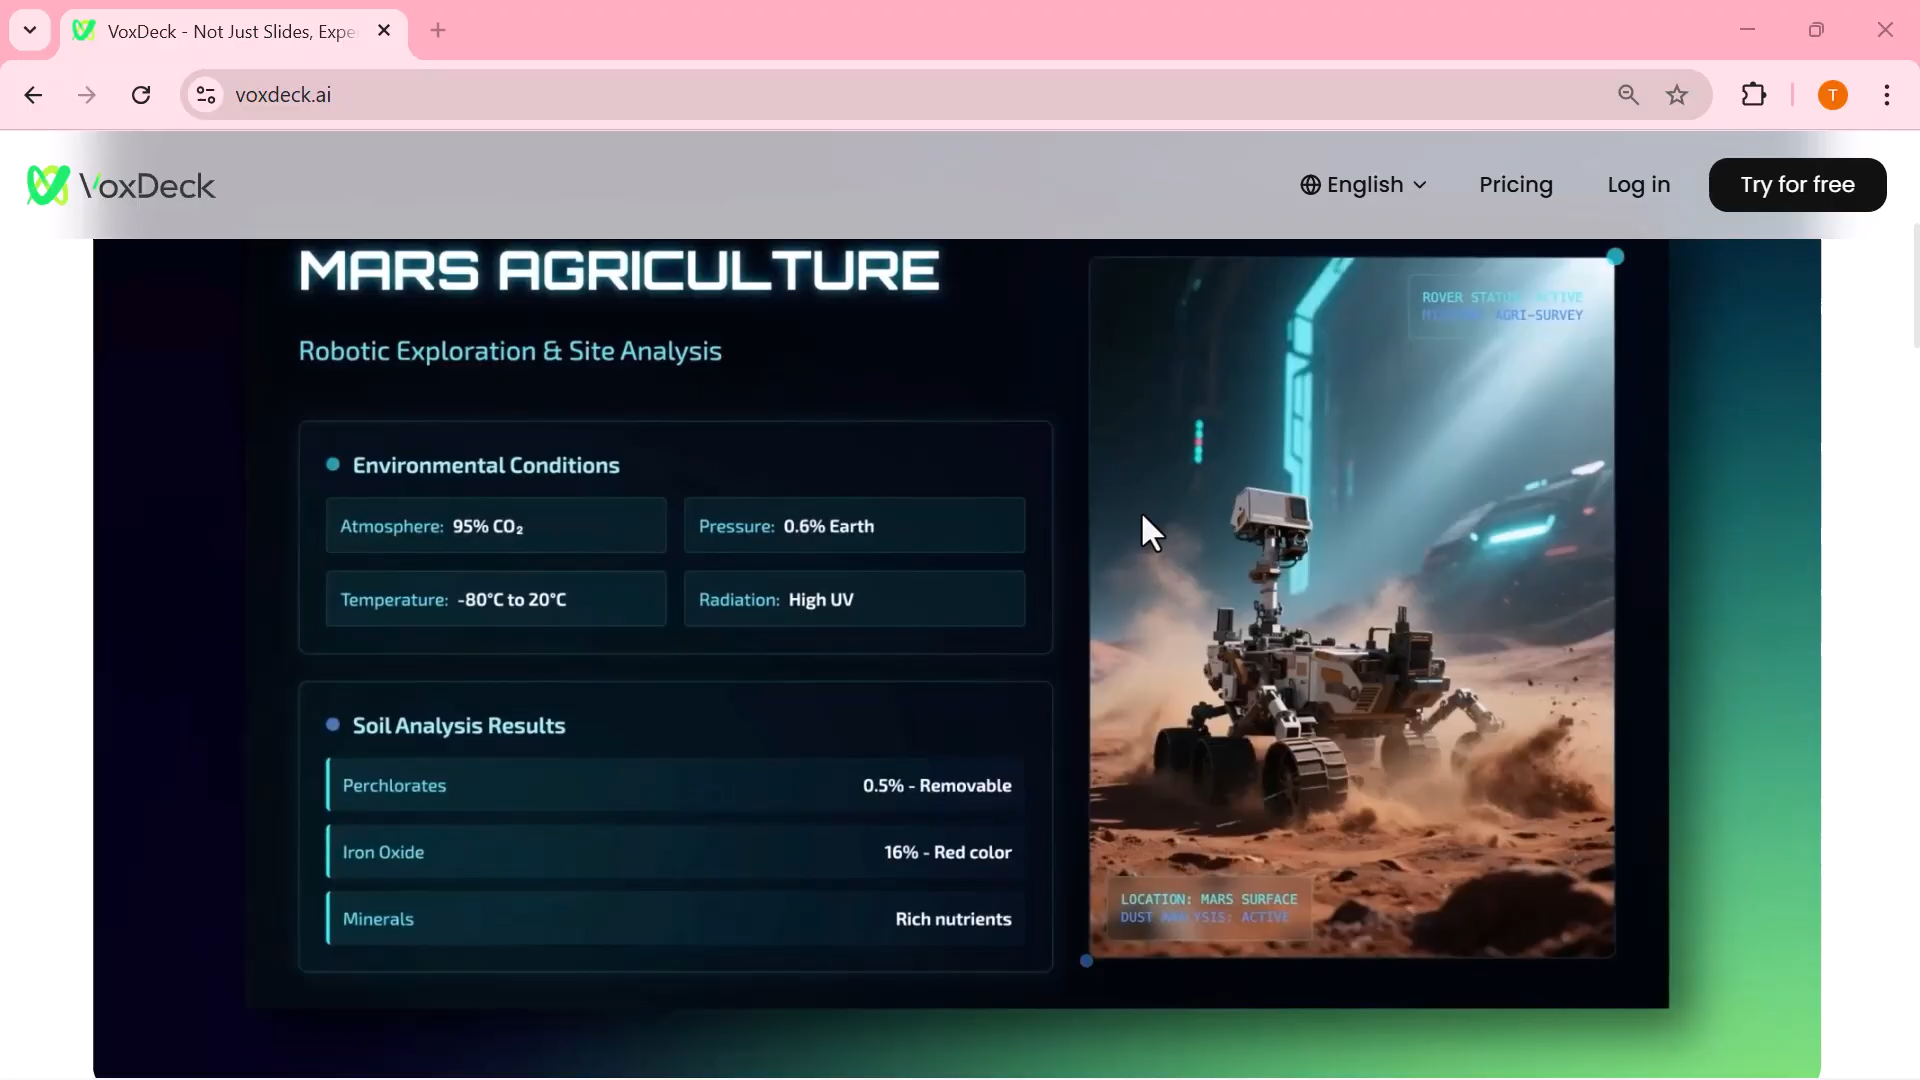 VoxDeck - Not Just Slides, Expe
voxdeck.ai
T
VoxDeck
English
Pricing
Log in
Try for free
MARS AGRICULTURE
Robotic Exploration & Site Analysis
Environmental Conditions
Atmosphere: 95% CO₂
Pressure: 0.6% Earth
Temperature: -80°C to 20°C
Radiation: High UV
Soil Analysis Results
Perchlorates
0.5% - Removable
Iron Oxide
16% - Red color
Minerals
Rich nutrients
ROVER STATUS: ACTIVE
AGRI-SURVEY
LOCATION: MARS SURFACE
DUST ANALYSIS: ACTIVE